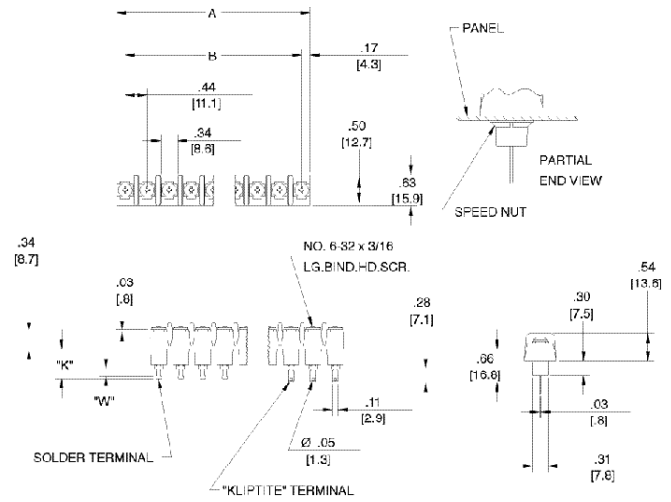 A
B
.17
[4.3]
PANEL
.44
[11.1]
.34
[8.6]
.50
[12.7]
.63
[15.9]
PARTIAL
END VIEW
SPEED NUT
.34
[8.7]
.03
[.8]
NO. 6-32 x 3/16
LG.BIND.HD.SCR.
.28
[7.1]
.54
[13.6]
.30
[7.5]
"K"
"W"
.66
[16.8]
.11
[2.9]
.03
[.8]
SOLDER TERMINAL
Ø .05
[1.3]
.31
[7.8]
"KLIPTITE" TERMINAL